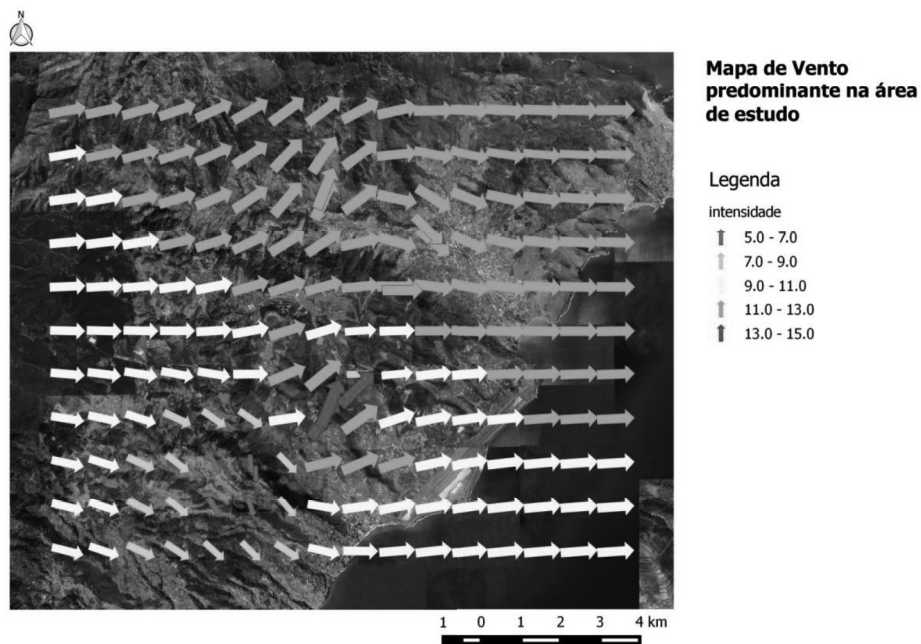 N
Mapa de Vento
predominante na área
de estudo
Legenda
intensidade
5.0 - 7.0
7.0 - 9.0
9.0 - 11.0
11.0 - 13.0
13.0 - 15.0
1 0 1 2 3 4 km